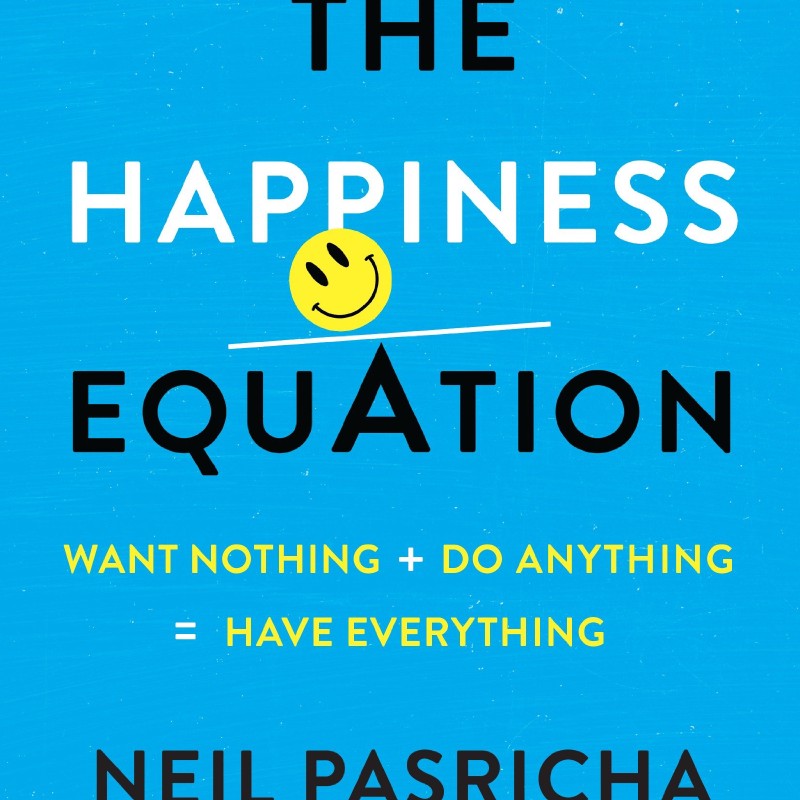 THE
HAPPINESS
EQUATION
WANT NOTHING + DO ANYTHING
= HAVE EVERYTHING
NEIL PASRICHA